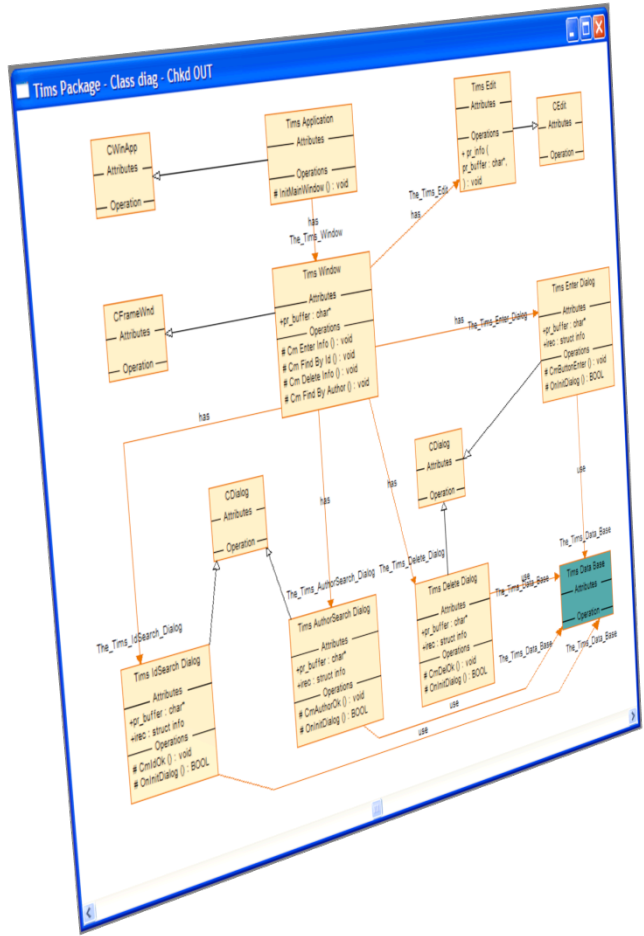 Tims Package - Class diag - Chkd OUT
CWinApp
Attributes
Operation
Tims Application
Attributes
Operations
# InitMainWindow () : void
Tims Edit
Attributes
Operations
+ pr_info (
pr_buffer : char*,
) : void
CEdit
Attributes
Operation
has
The_Tims_Window
The_Tims_Edit
has
CFrameWnd
Attributes
Operation
Tims Window
Attributes
+pr_buffer : char*
Operations
# Cm Enter Info () : void
# Cm Find By Id () : void
# Cm Delete Info () : void
# Cm Find By Author () : void
has
The_Tims_Enter_Dialog
Tims Enter Dialog
Attributes
+pr_buffer : char*
+irec : struct info
Operations
# CmButtonEnter () : void
# OnInitDialog () : BOOL
has
has
has
use
CDialog
Attributes
Operation
CDialog
Attributes
Operation
The_Tims_IdSearch_Dialog
The_Tims_AuthorSearch_Dialog
The_Tims_Delete_Dialog
The_Tims_Data_Base
Tims IdSearch Dialog
Attributes
+pr_buffer : char*
+irec : struct info
Operations
# CmIdOk () : void
# OnInitDialog () : BOOL
Tims AuthorSearch Dialog
Attributes
+pr_buffer : char*
+irec : struct info
Operations
# CmAuthorOk () : void
# OnInitDialog () : BOOL
Tims Delete Dialog
Attributes
+pr_buffer : char*
+irec : struct info
Operations
# CmDelOk () : void
# OnInitDialog () : BOOL
use
The_Tims_Data_Base
Tims Data Base
Attributes
Operation
The_Tims_Data_Base
The_Tims_Data_Base
use
use